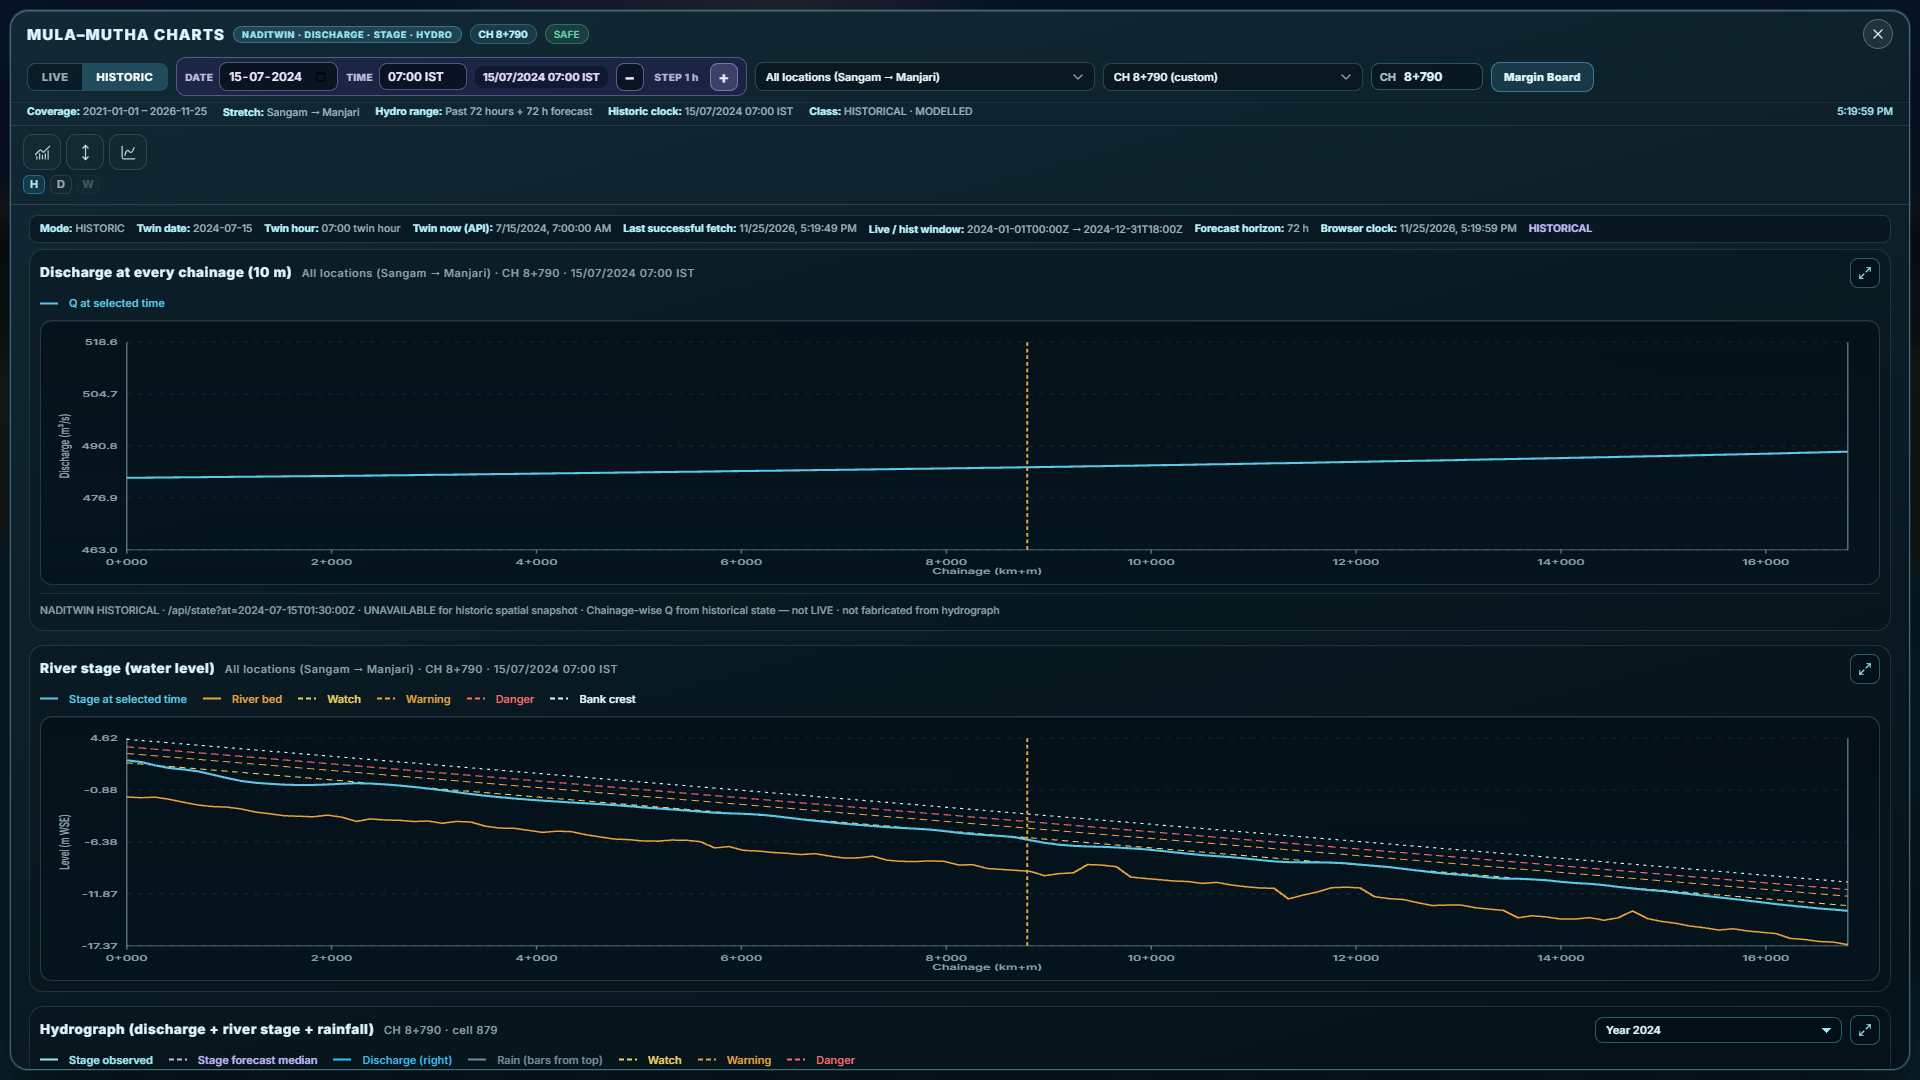 MULA–MUTHA CHARTS NADITWIN · DISCHARGE · STAGE · HYDRO CH 8+790 SAFE
LIVE HISTORIC DATE 15-07-2024 TIME 07:00 IST 15/07/2024 07:00 IST – STEP 1 h + All locations (Sangam → Manjari) CH 8+790 (custom) CH 8+790 Margin Board
Coverage: 2021-01-01 – 2026-11-25 Stretch: Sangam → Manjari Hydro range: Past 72 hours + 72 h forecast Historic clock: 15/07/2024 07:00 IST Class: HISTORICAL · MODELLED 5:19:59 PM
H D W
Mode: HISTORIC Twin date: 2024-07-15 Twin hour: 07:00 twin hour Twin now (API): 7/15/2024, 7:00:00 AM Last successful fetch: 11/25/2026, 5:19:49 PM Live / hist window: 2024-01-01T00:00Z → 2024-12-31T18:00Z Forecast horizon: 72 h Browser clock: 11/25/2026, 5:19:59 PM HISTORICAL
Discharge at every chainage (10 m) All locations (Sangam → Manjari) · CH 8+790 · 15/07/2024 07:00 IST
Q at selected time
518.6
504.7
490.8
476.9
463.0
Discharge (m³/s)
0+000 2+000 4+000 6+000 8+000 10+000 12+000 14+000 16+000
Chainage (km+m)
NADITWIN HISTORICAL · /api/state?at=2024-07-15T01:30:00Z · UNAVAILABLE for historic spatial snapshot · Chainage-wise Q from historical state — not LIVE · not fabricated from hydrograph
River stage (water level) All locations (Sangam → Manjari) · CH 8+790 · 15/07/2024 07:00 IST
Stage at selected time River bed Watch Warning Danger Bank crest
4.62
-0.88
-6.38
-11.87
-17.37
Level (m WSE)
0+000 2+000 4+000 6+000 8+000 10+000 12+000 14+000 16+000
Chainage (km+m)
Hydrograph (discharge + river stage + rainfall) CH 8+790 · cell 879 Year 2024
Stage observed Stage forecast median Discharge (right) Rain (bars from top) Watch Warning Danger